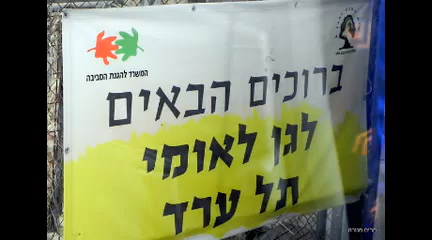 המשרד להגנת הסביבה
ברוכים הבאים
לגן לאומי
תל ערד